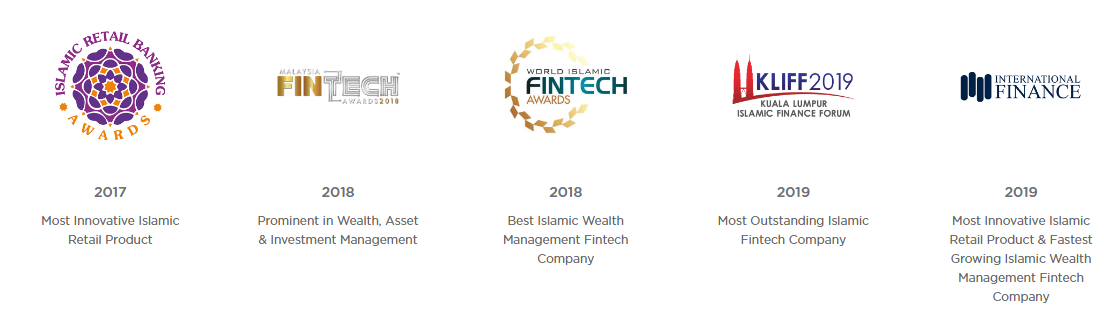 ISLAMIC RETAIL BANKING
AWARDS
2017
Most Innovative Islamic
Retail Product
MALAYSIA
FINTECH
AWARDS2018
2018
Prominent in Wealth, Asset
& Investment Management
WORLD ISLAMIC
FINTECH
AWARDS
2018
Best Islamic Wealth
Management Fintech
Company
KLIFF2019
KUALA LUMPUR
ISLAMIC FINANCE FORUM
2019
Most Outstanding Islamic
Fintech Company
INTERNATIONAL
FINANCE
2019
Most Innovative Islamic
Retail Product & Fastest
Growing Islamic Wealth
Management Fintech
Company